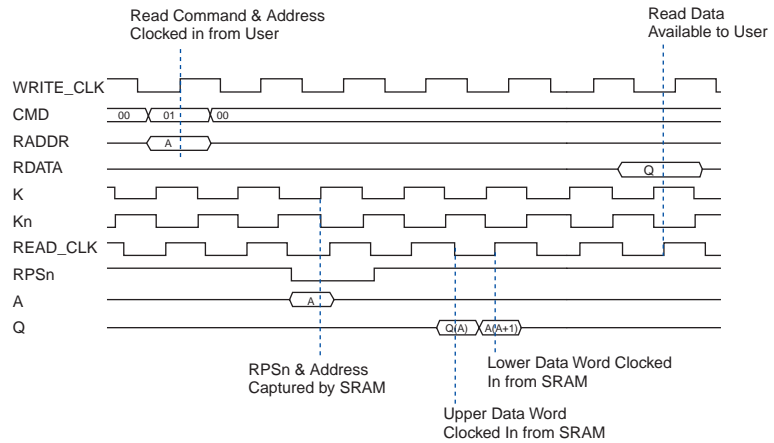 Read Command & Address
Clocked in from User
Read Data
Available to User
WRITE_CLK
CMD
00
01
00
RADDR
A
RDATA
Q
K
Kn
READ_CLK
RPSn
A
A
Q
Q(A)
A(A+1)
RPSn & Address
Captured by SRAM
Lower Data Word Clocked
In from SRAM
Upper Data Word
Clocked In from SRAM